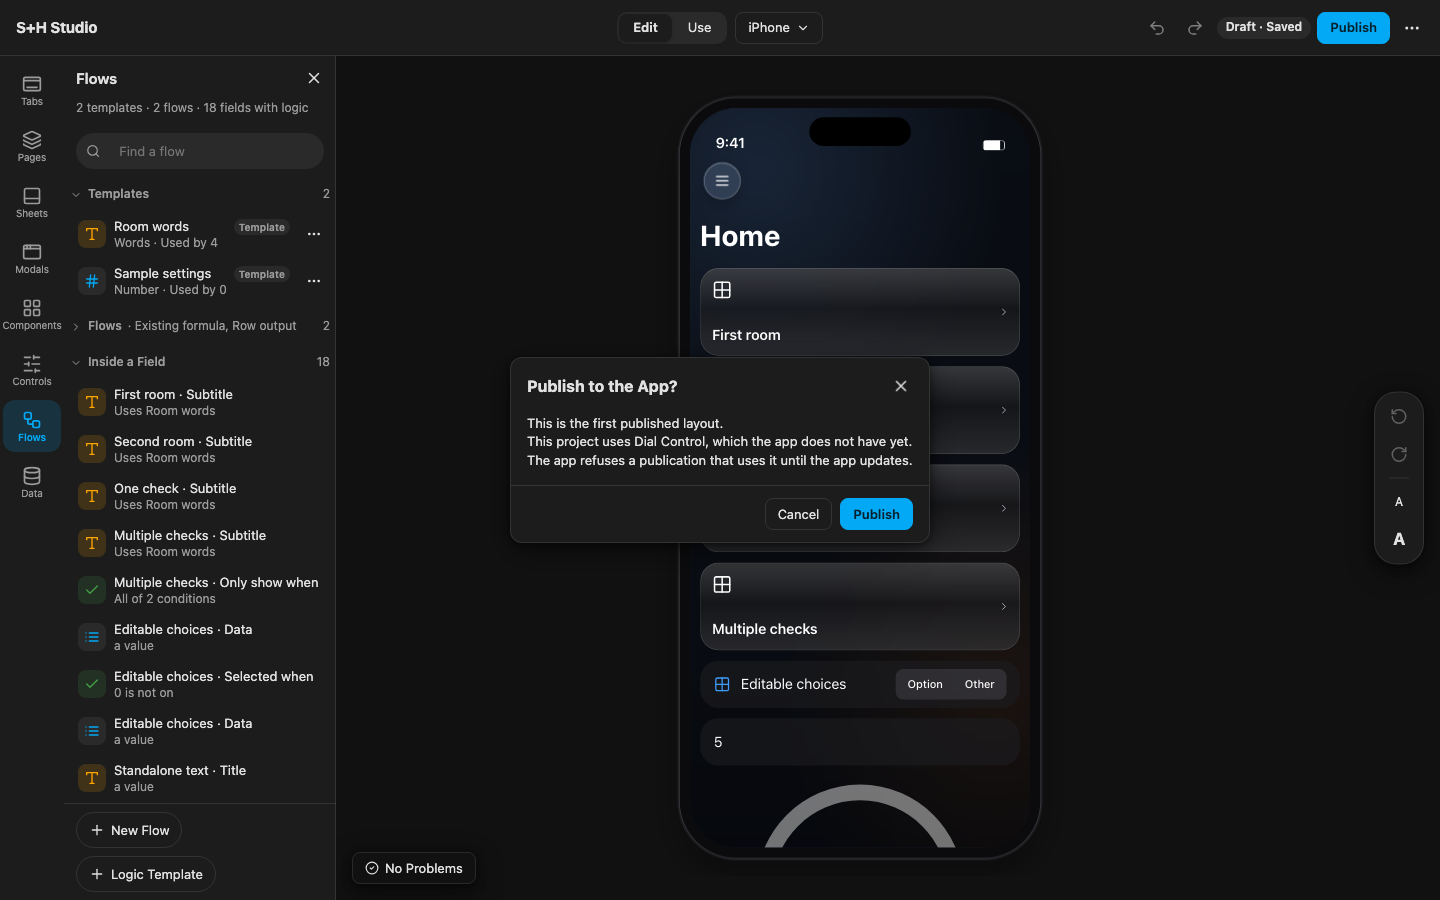 S+H Studio
Edit
Use
iPhone
Draft · Saved
Publish
Tabs
Pages
Sheets
Modals
Components
Controls
Flows
Data
Flows
2 templates · 2 flows · 18 fields with logic
Find a flow
Templates 2
Room words Template
Words · Used by 4
Sample settings Template
Number · Used by 0
Flows · Existing formula, Row output 2
Inside a Field 18
First room · Subtitle
Uses Room words
Second room · Subtitle
Uses Room words
One check · Subtitle
Uses Room words
Multiple checks · Subtitle
Uses Room words
Multiple checks · Only show when
All of 2 conditions
Editable choices · Data
a value
Editable choices · Selected when
0 is not on
Editable choices · Data
a value
Standalone text · Title
a value
New Flow
Logic Template
9:41
Home
First room
Publish to the App?
This is the first published layout.
This project uses Dial Control, which the app does not have yet.
The app refuses a publication that uses it until the app updates.
Cancel
Publish
Multiple checks
Editable choices Option Other
5
No Problems
A
A